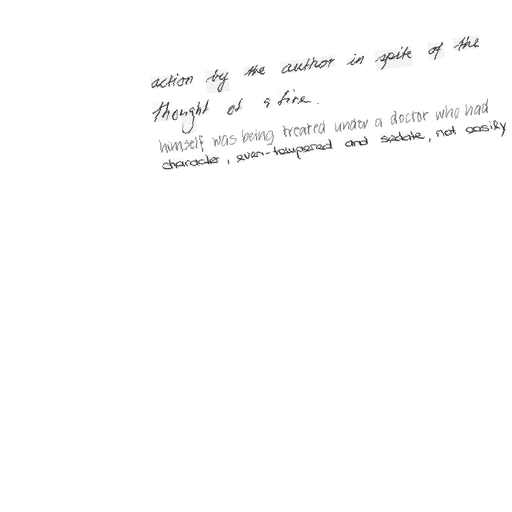 action by the author in spite of the
thought of a fire.
himself, was being treated under a doctor who had
character, even-tempered and sedate, not easily